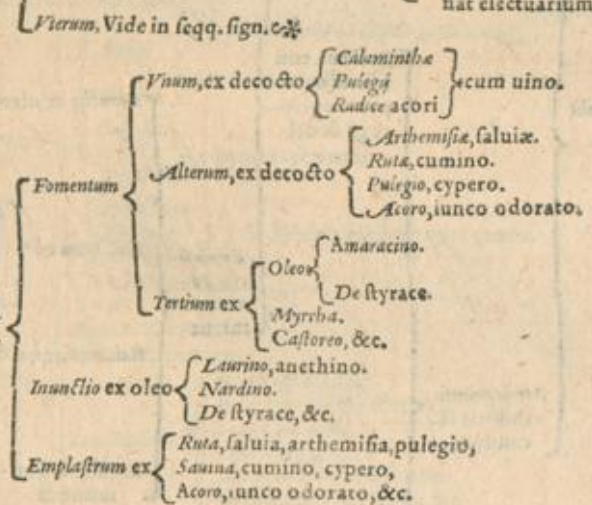 nat electuarium
Vterum, Vide in seqq. sign.
Vnum, ex decocto
Calaminthæ
Pulegij
Radice acori
cum uino.
Fomentum
Alterum, ex decocto
Arthemisiæ, saluiæ.
Rutæ, cumino.
Pulegio, cypero.
Acoro, iunco odorato.
Tertium ex
Oleo
Amaracino.
De styrace.
Myrrha.
Castoreo, &c.
Inunctio ex oleo
Laurino, anethino.
Nardino.
De styrace, &c.
Emplastrum ex
Ruta, saluia, arthemisia, pulegio,
Sauina, cumino, cypero,
Acoro, iunco odorato, &c.